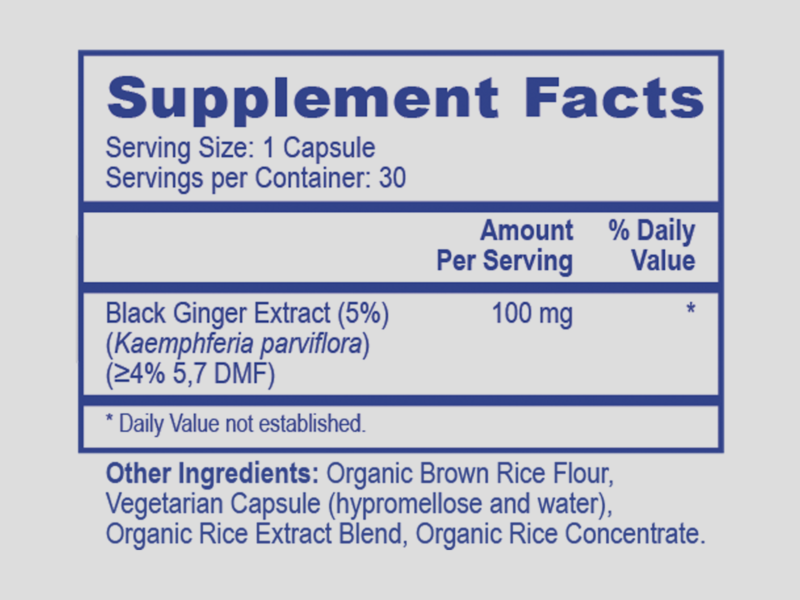 Supplement Facts
Serving Size: 1 Capsule
Servings per Container: 30
Amount Per Serving
% Daily Value
Black Ginger Extract (5%) 100 mg *
(Kaemphferia parviflora)
(≥4% 5,7 DMF)
* Daily Value not established.
Other Ingredients: Organic Brown Rice Flour,
Vegetarian Capsule (hypromellose and water),
Organic Rice Extract Blend, Organic Rice Concentrate.